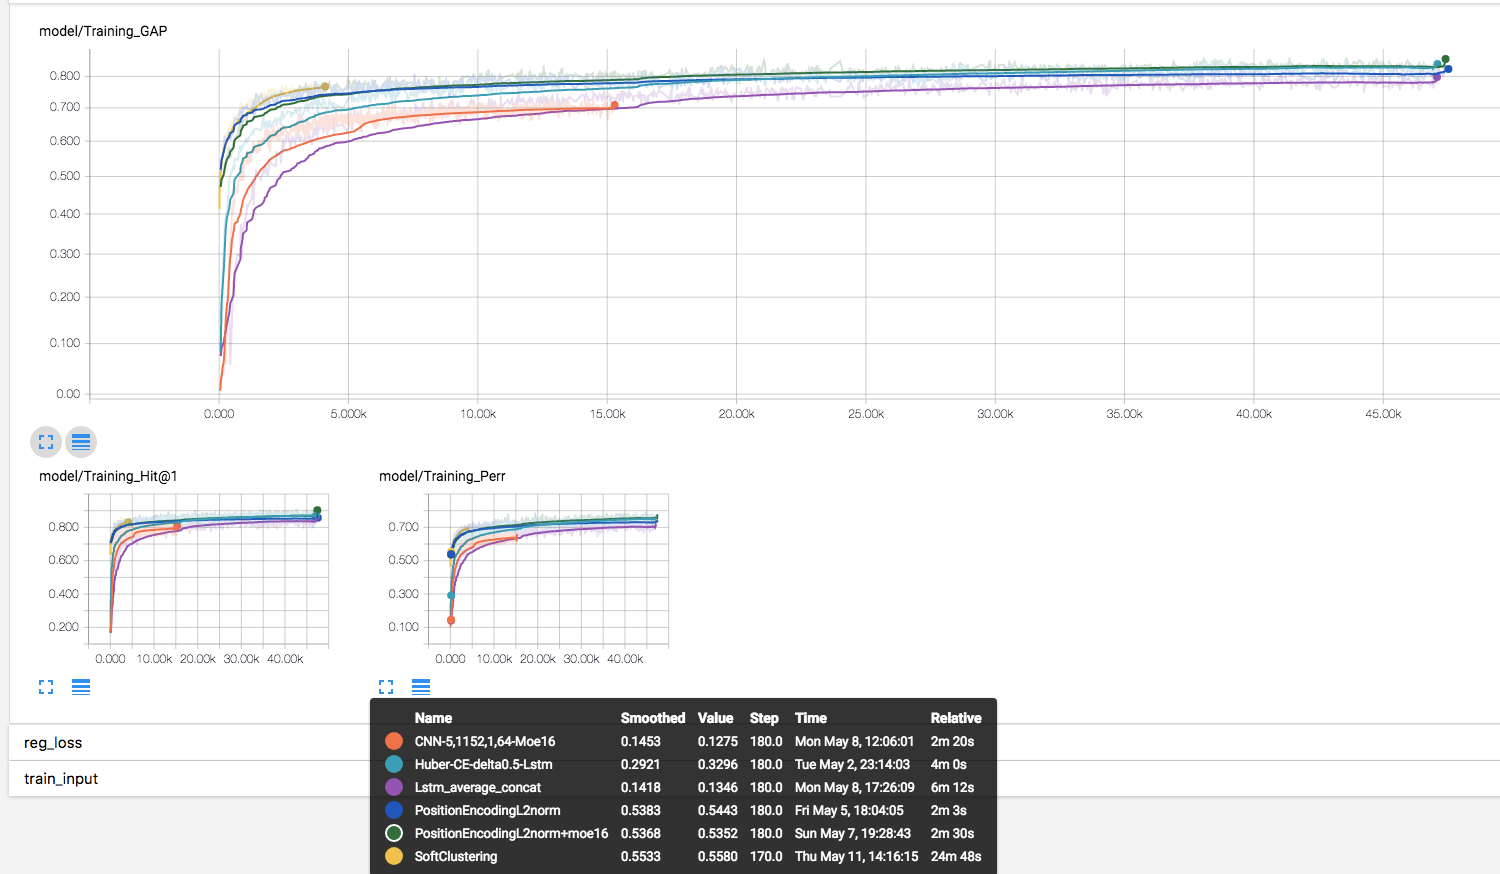 model/Training_GAP
0.800
0.700
0.600
0.500
0.400
0.300
0.200
0.100
0.00
0.000 5.000k 10.00k 15.00k 20.00k 25.00k 30.00k 35.00k 40.00k 45.00k
model/Training_Hit@1
0.800
0.600
0.400
0.200
0.000 10.00k 20.00k 30.00k 40.00k
model/Training_Perr
0.700
0.500
0.300
0.100
0.000 10.00k 20.00k 30.00k 40.00k
reg_loss
train_input
Name Smoothed Value Step Time Relative
CNN-5,1152,1,64-Moe16 0.1453 0.1275 180.0 Mon May 8, 12:06:01 2m 20s
Huber-CE-delta0.5-Lstm 0.2921 0.3296 180.0 Tue May 2, 23:14:03 4m 0s
Lstm_average_concat 0.1418 0.1346 180.0 Mon May 8, 17:26:09 6m 12s
PositionEncodingL2norm 0.5383 0.5443 180.0 Fri May 5, 18:04:05 2m 3s
PositionEncodingL2norm+moe16 0.5368 0.5352 180.0 Sun May 7, 19:28:43 2m 30s
SoftClustering 0.5533 0.5580 170.0 Thu May 11, 14:16:15 24m 48s